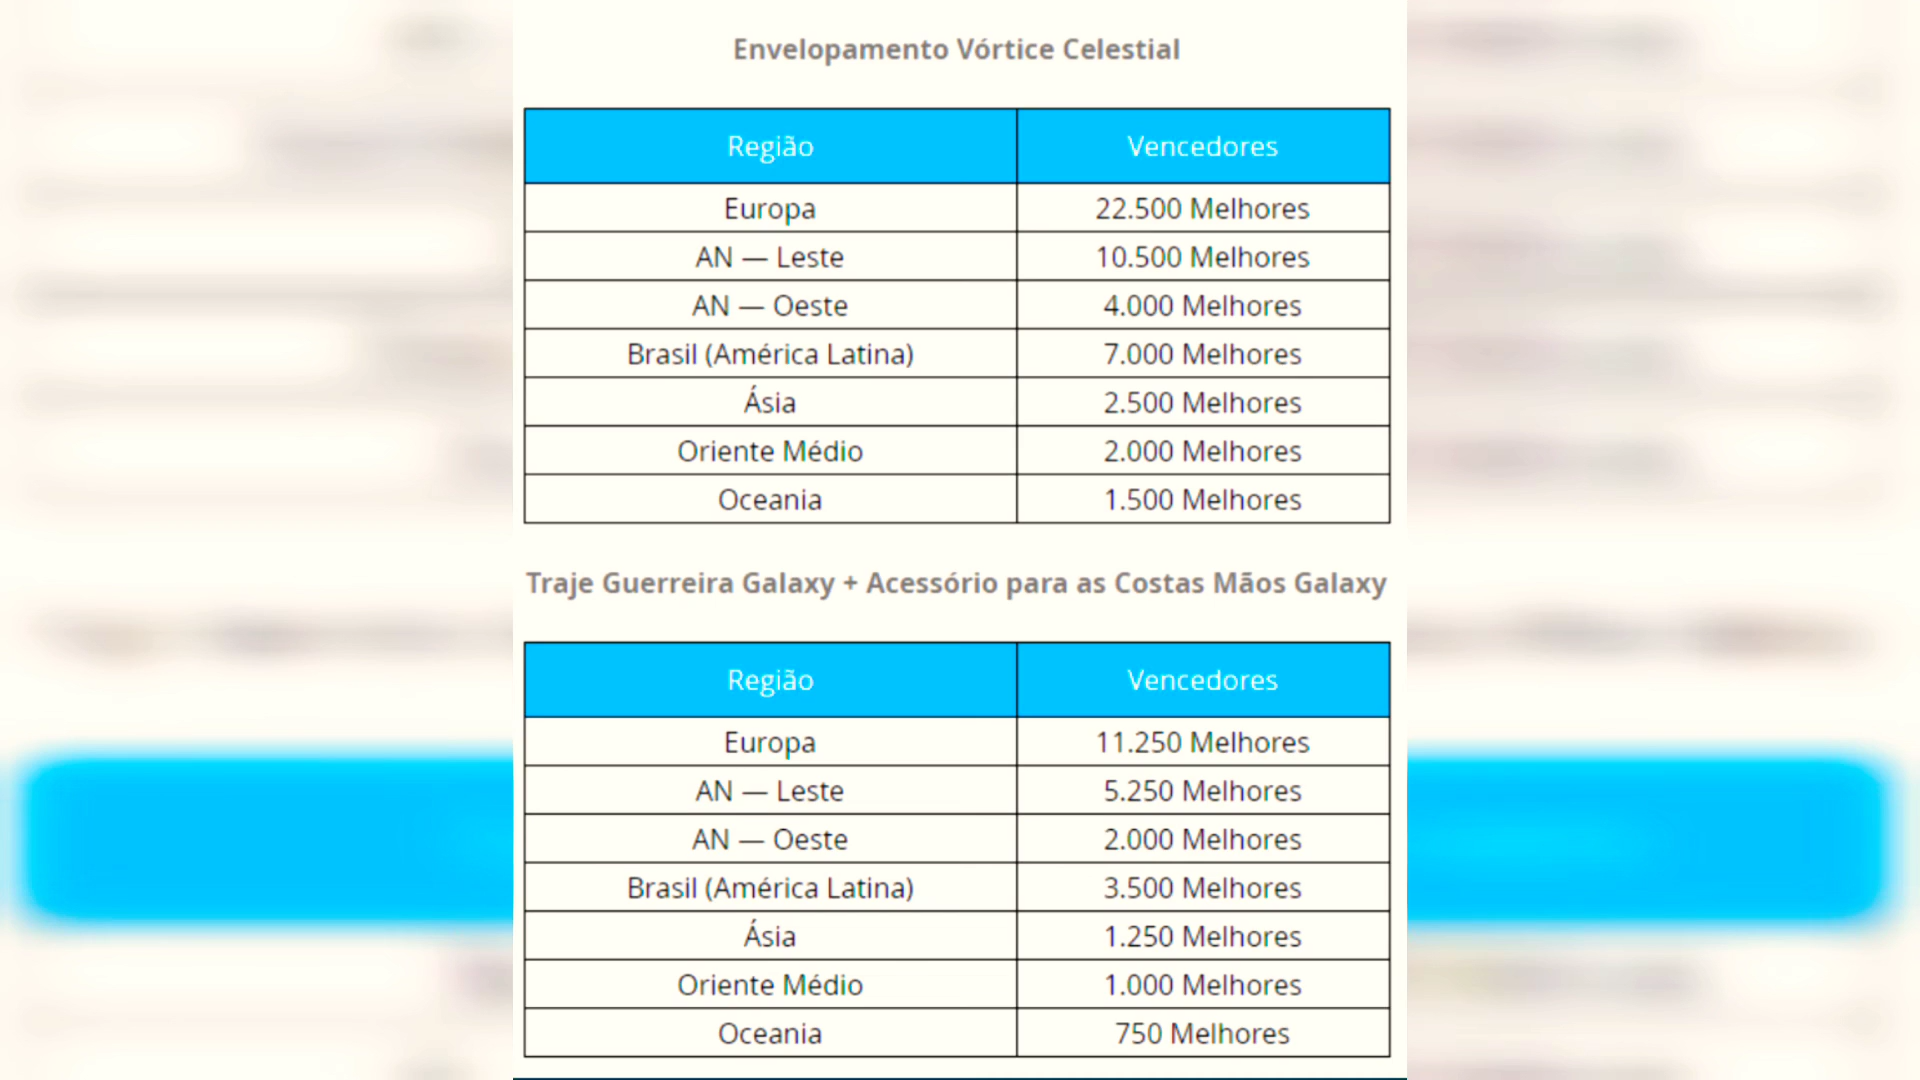 Envelopamento Vórtice Celestial
Região Vencedores
Europa 22.500 Melhores
AN — Leste 10.500 Melhores
AN — Oeste 4.000 Melhores
Brasil (América Latina) 7.000 Melhores
Ásia 2.500 Melhores
Oriente Médio 2.000 Melhores
Oceania 1.500 Melhores
Traje Guerreira Galaxy + Acessório para as Costas Mãos Galaxy
Região Vencedores
Europa 11.250 Melhores
AN — Leste 5.250 Melhores
AN — Oeste 2.000 Melhores
Brasil (América Latina) 3.500 Melhores
Ásia 1.250 Melhores
Oriente Médio 1.000 Melhores
Oceania 750 Melhores